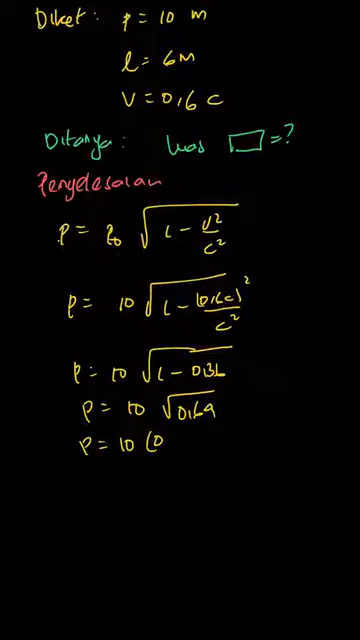 Diket : p = 10 m
l = 6 m
v = 0,6 c
Ditanya : luas ▭ = ?
Penyelesaian
p = p₀ √(1 - v²/c²)
p = 10 √(1 - (0,6c)²/c²)
p = 10 √(1 - 0,36)
p = 10 √0,64
p = 10 (0